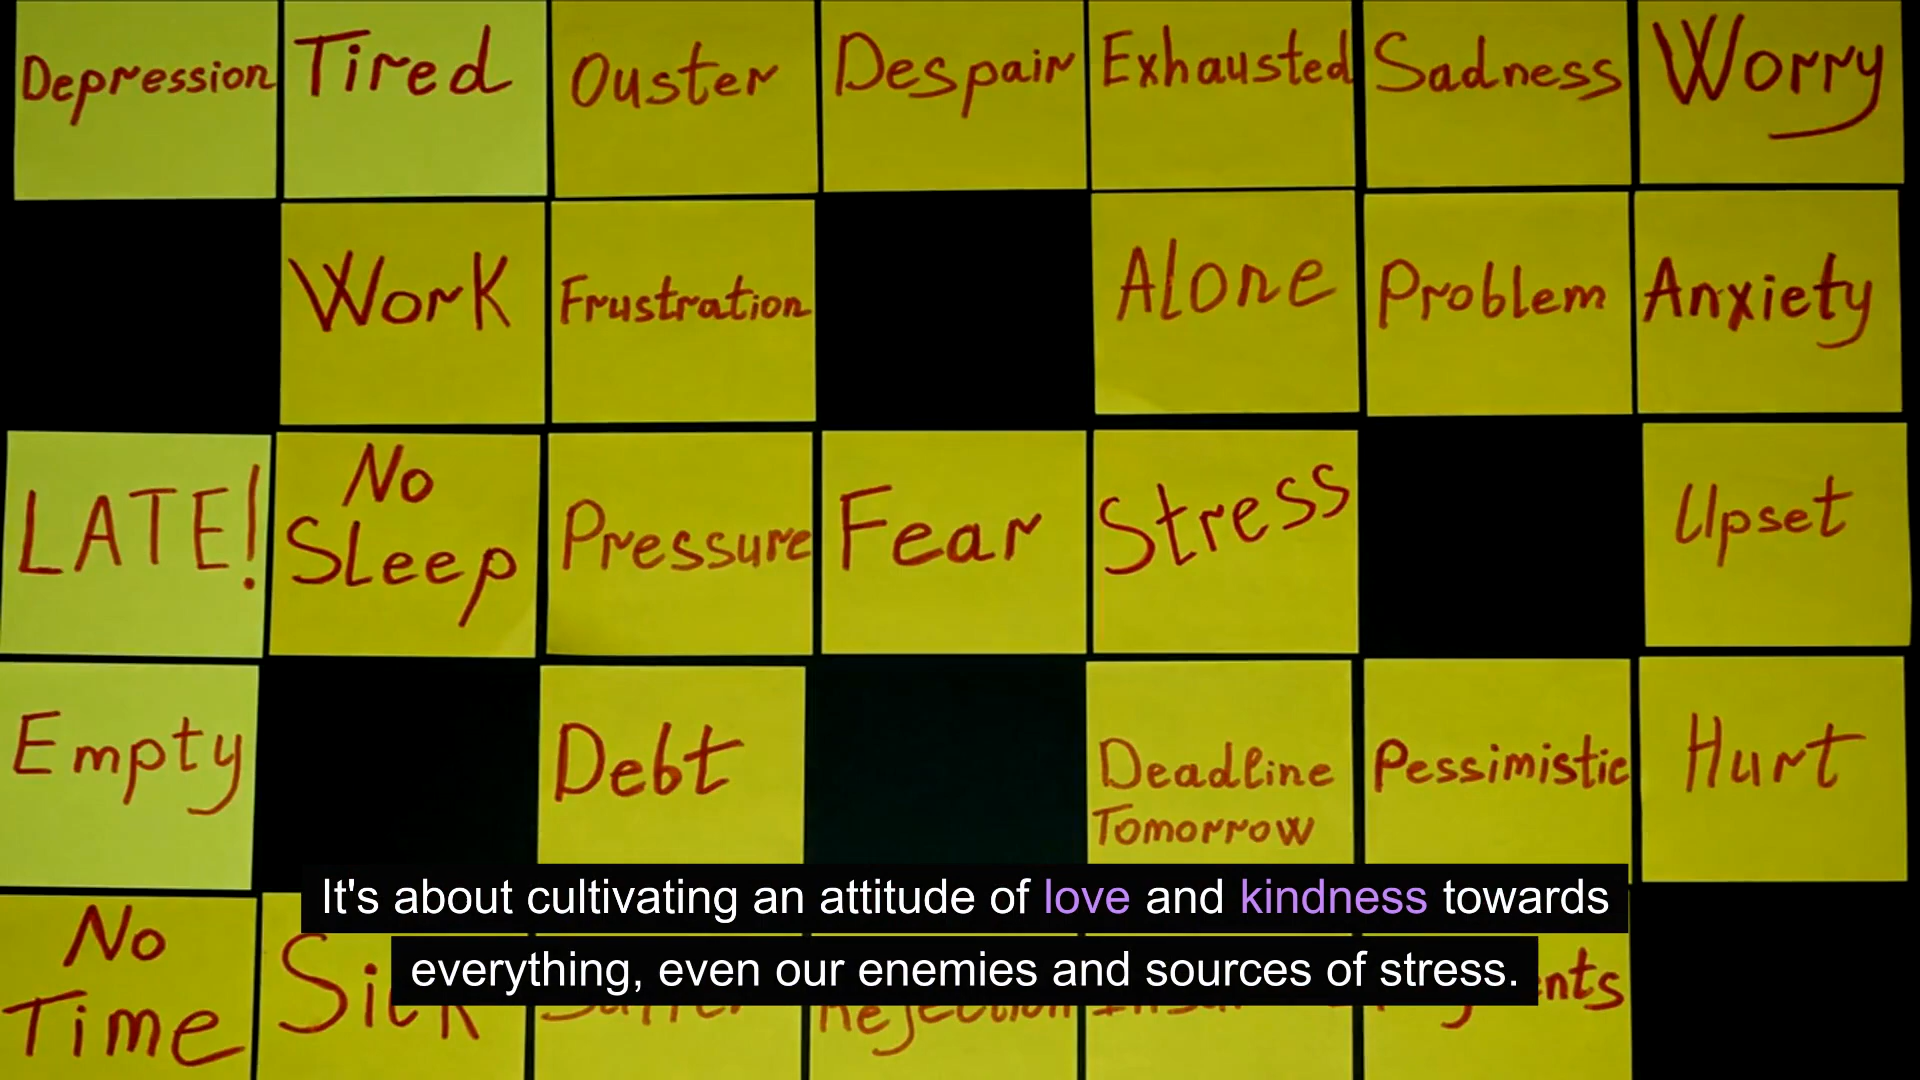 Depression Tired Ouster Despair Exhausted Sadness Worry
Work Frustration Alone Problem Anxiety
LATE! No Sleep Pressure Fear Stress Upset
Empty Debt Deadline Tomorrow Pessimistic Hurt
No Time Sick Rejection
It's about cultivating an attitude of love and kindness towards
everything, even our enemies and sources of stress.